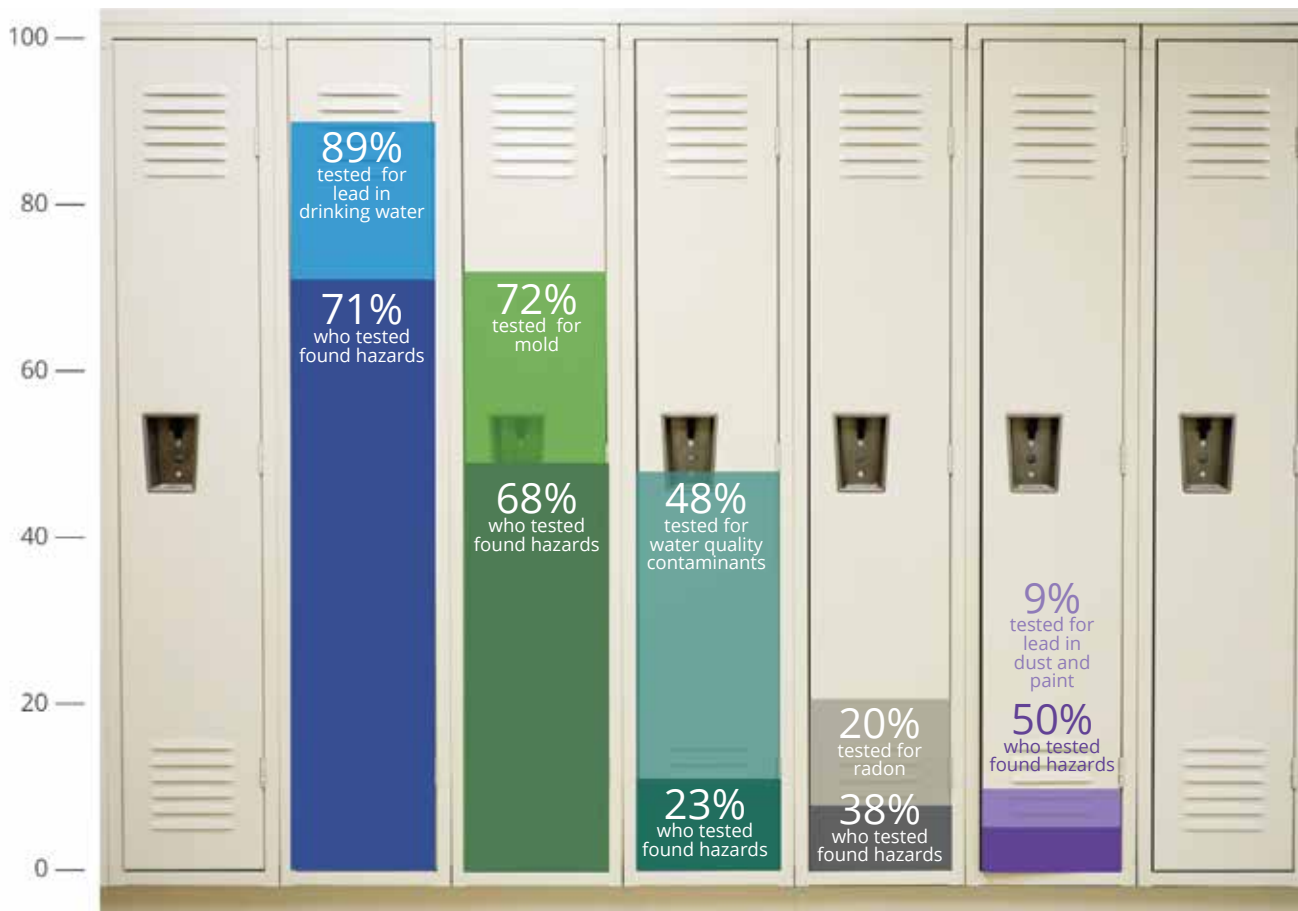 100
80
60
40
20
0
89%
tested for
lead in
drinking water
71%
who tested
found hazards
72%
tested for
mold
68%
who tested
found hazards
48%
tested for
water quality
contaminants
23%
who tested
found hazards
20%
tested for
radon
38%
who tested
found hazards
9%
tested for
lead in
dust and
paint
50%
who tested
found hazards